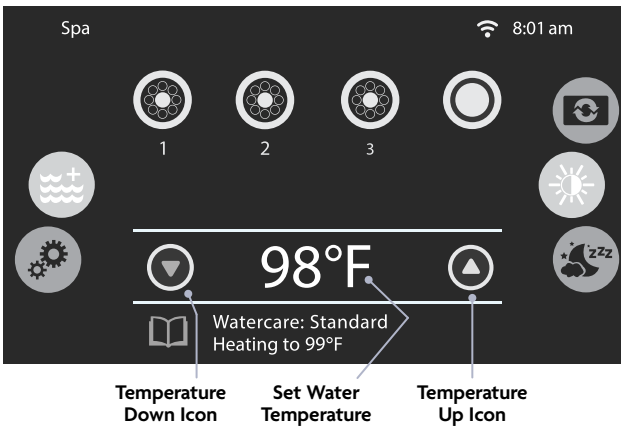 Spa
8:01 am
1 2 3
zzz
98°F
Watercare: Standard
Heating to 99°F
Temperature
Down Icon
Set Water
Temperature
Temperature
Up Icon